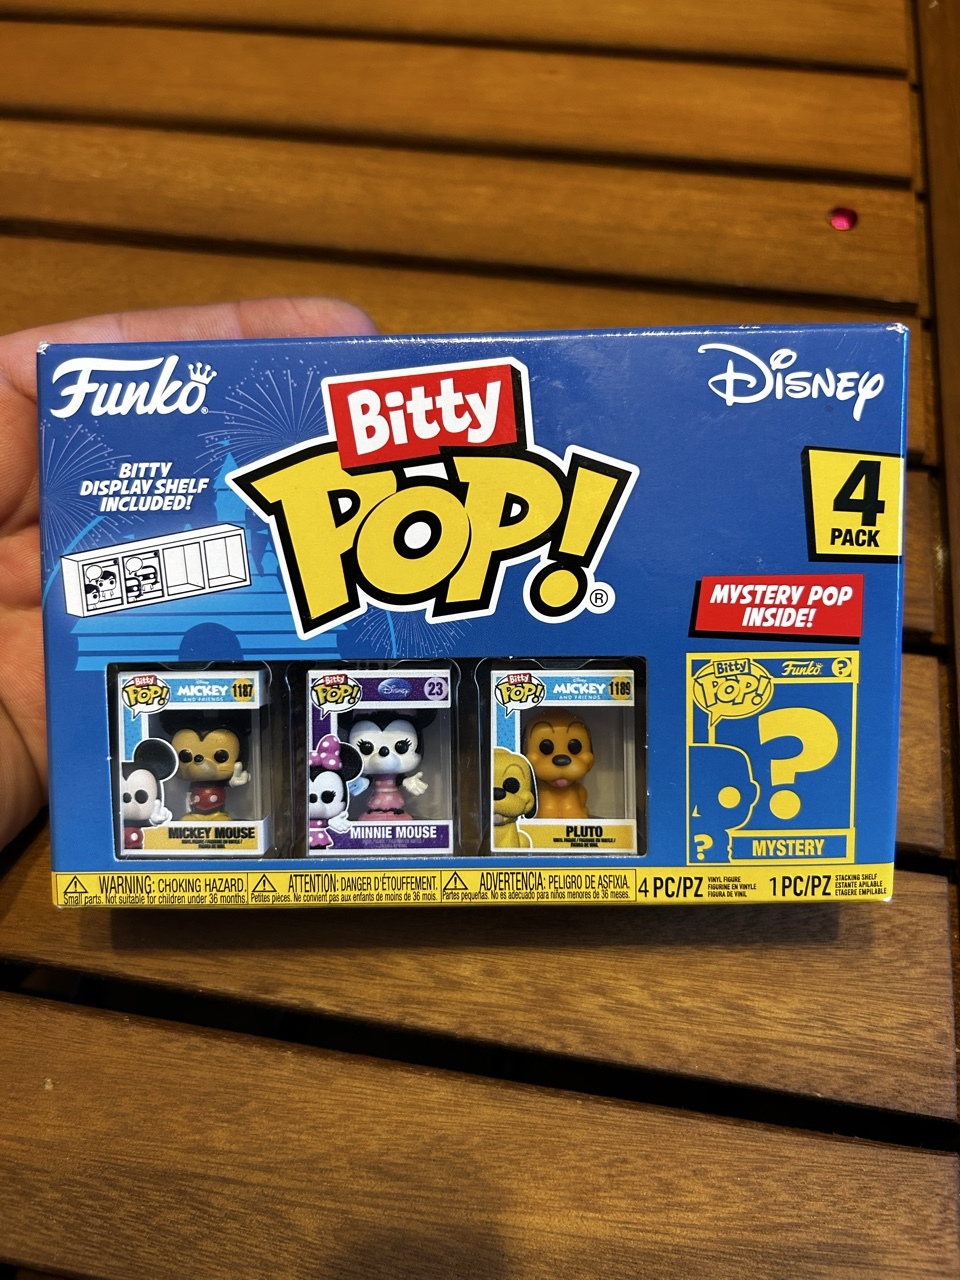 Funko
Bitty
POP!
®
Disney
BITTY
DISPLAY SHELF
INCLUDED!
4
PACK
MYSTERY POP
INSIDE!
Bitty
POP!
Disney
MICKEY
AND FRIENDS
1187
MICKEY MOUSE
Bitty
POP!
Disney
23
MINNIE MOUSE
Bitty
POP!
Disney
MICKEY
AND FRIENDS
1189
PLUTO
Bitty
POP!
Funko
?
?
?
MYSTERY
WARNING: CHOKING HAZARD.
Small parts. Not suitable for children under 36 months.
ATTENTION: DANGER D'ÉTOUFFEMENT.
Petites pièces. Ne convient pas aux enfants de moins de 36 mois.
ADVERTENCIA: PELIGRO DE ASFIXIA.
Partes pequeñas. No es adecuado para niños menores de 36 meses.
4 PC/PZ
VINYL FIGURE
FIGURINE EN VINYLE
FIGURA DE VINIL
1 PC/PZ
STACKING SHELF
ESTANTE APILABLE
ÉTAGÈRE EMPILABLE